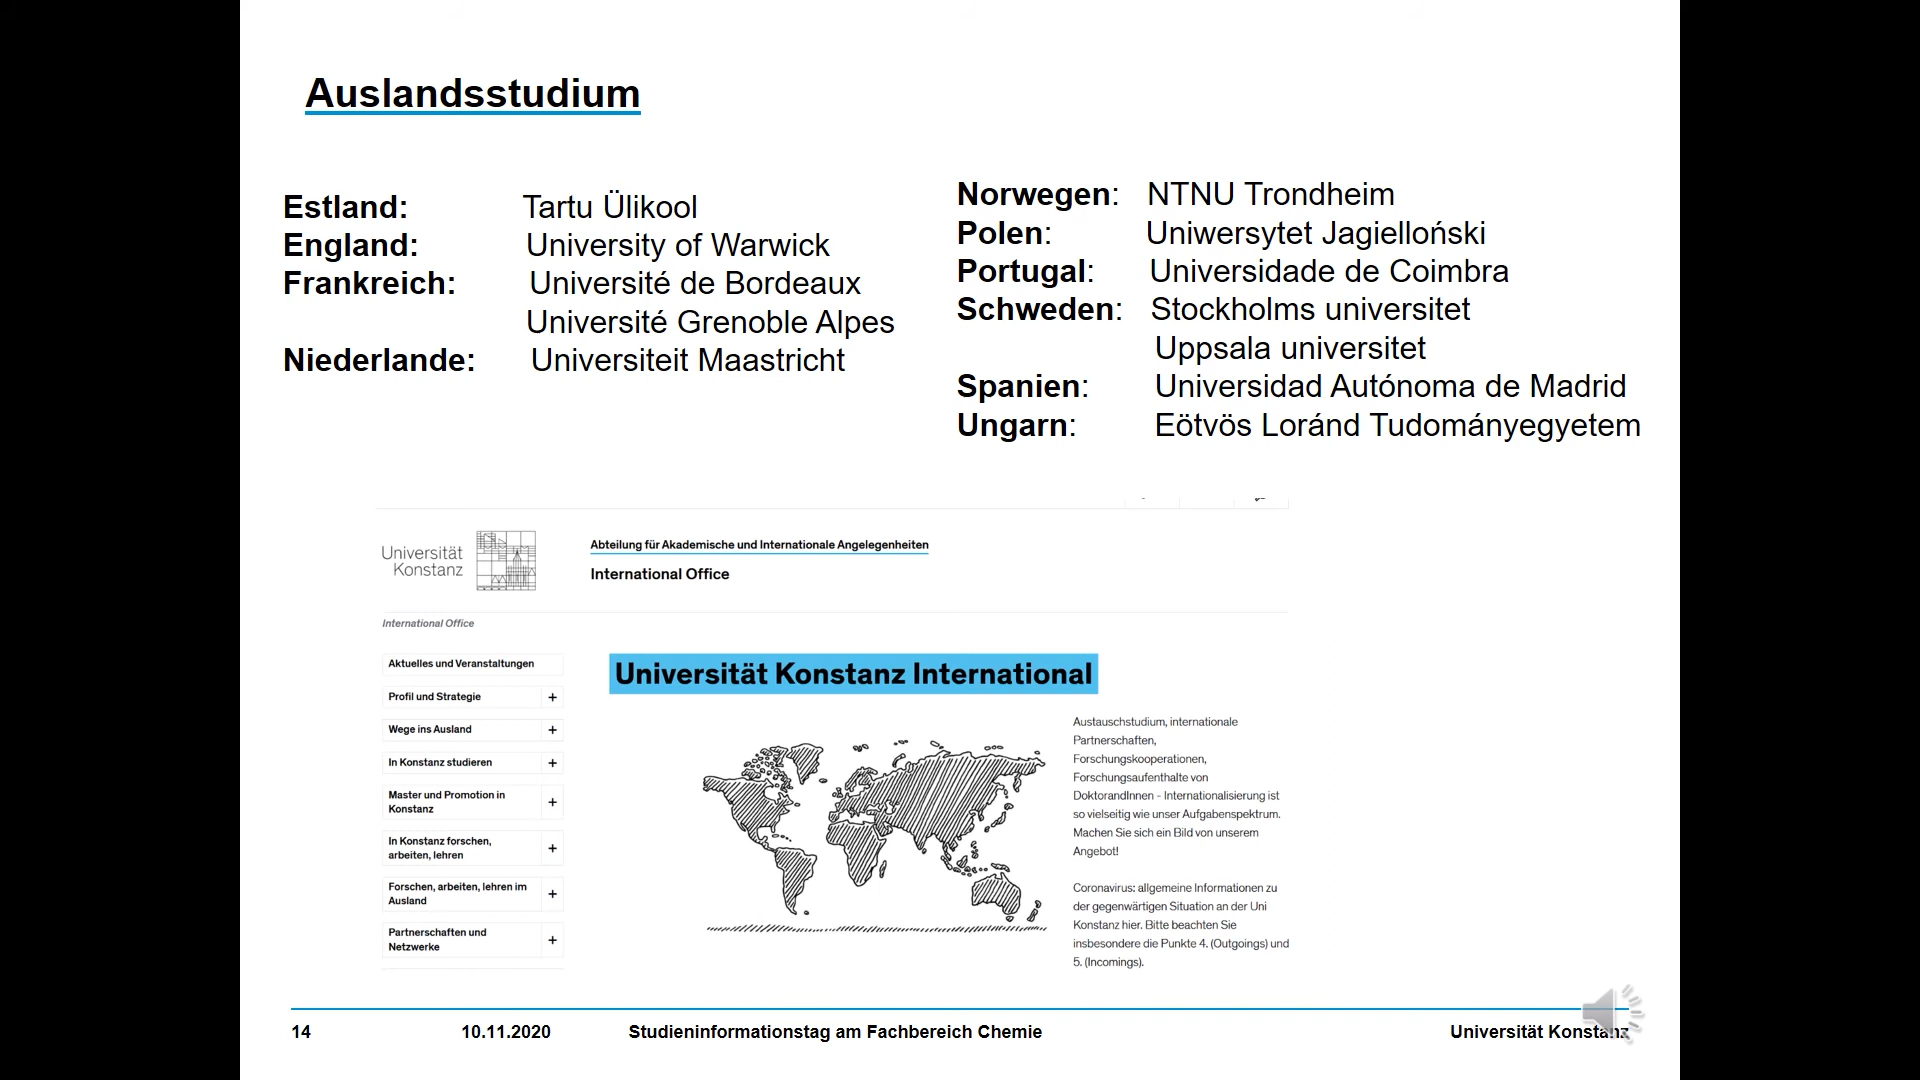 Auslandsstudium
Estland: Tartu Ülikool
England: University of Warwick
Frankreich: Université de Bordeaux
Université Grenoble Alpes
Niederlande: Universiteit Maastricht
Norwegen: NTNU Trondheim
Polen: Uniwersytet Jagielloński
Portugal: Universidade de Coimbra
Schweden: Stockholms universitet
Uppsala universitet
Spanien: Universidad Autónoma de Madrid
Ungarn: Eötvös Loránd Tudományegyetem
Universität
Konstanz
Abteilung für Akademische und Internationale Angelegenheiten
International Office
International Office
Aktuelles und Veranstaltungen
Profil und Strategie +
Wege ins Ausland +
In Konstanz studieren +
Master und Promotion in
Konstanz +
In Konstanz forschen,
arbeiten, lehren +
Forschen, arbeiten, lehren im
Ausland +
Partnerschaften und
Netzwerke +
Universität Konstanz International
Austauschstudium, internationale
Partnerschaften,
Forschungskooperationen,
Forschungsaufenthalte von
DoktorandInnen - Internationalisierung ist
so vielseitig wie unser Aufgabenspektrum.
Machen Sie sich ein Bild von unserem
Angebot!
Coronavirus: allgemeine Informationen zu
der gegenwärtigen Situation an der Uni
Konstanz hier. Bitte beachten Sie
insbesondere die Punkte 4. (Outgoings) und
5. (Incomings).
14 10.11.2020 Studieninformationstag am Fachbereich Chemie Universität Konstanz